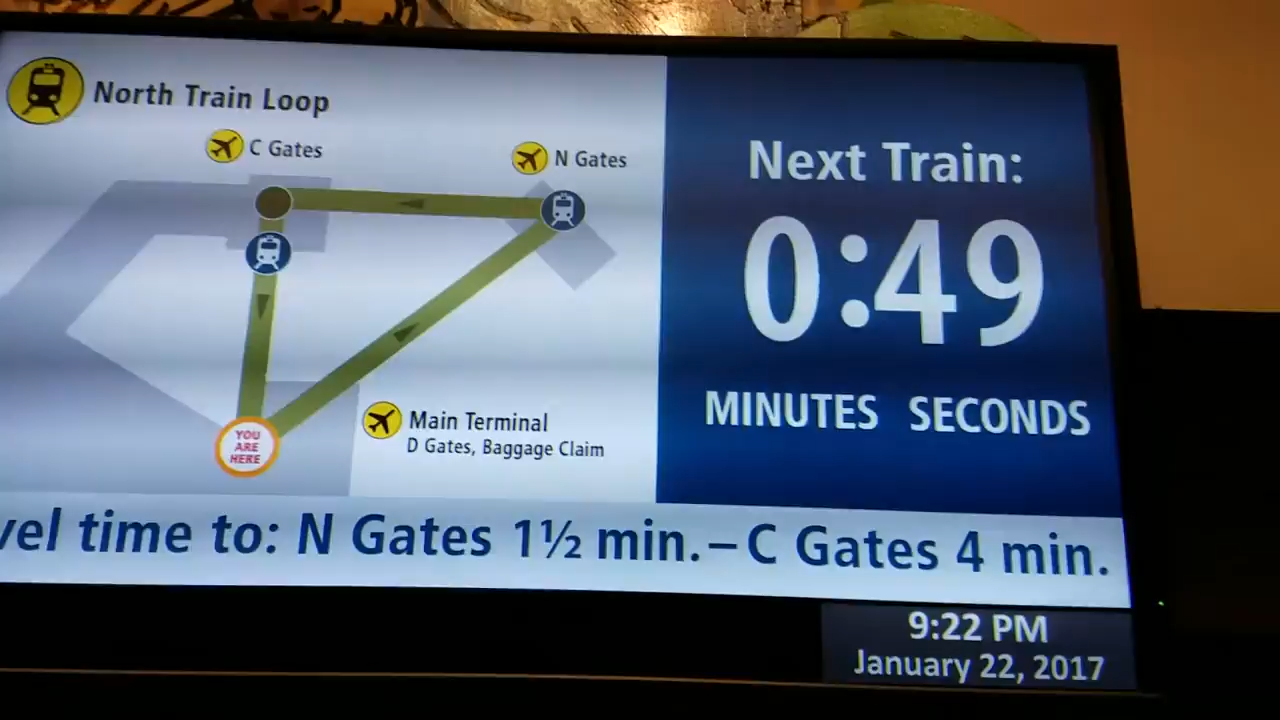 North Train Loop
C Gates
N Gates
YOU
ARE
HERE
Main Terminal
D Gates, Baggage Claim
Next Train:
0:49
MINUTES SECONDS
vel time to: N Gates 1½ min.–C Gates 4 min.
9:22 PM
January 22, 2017